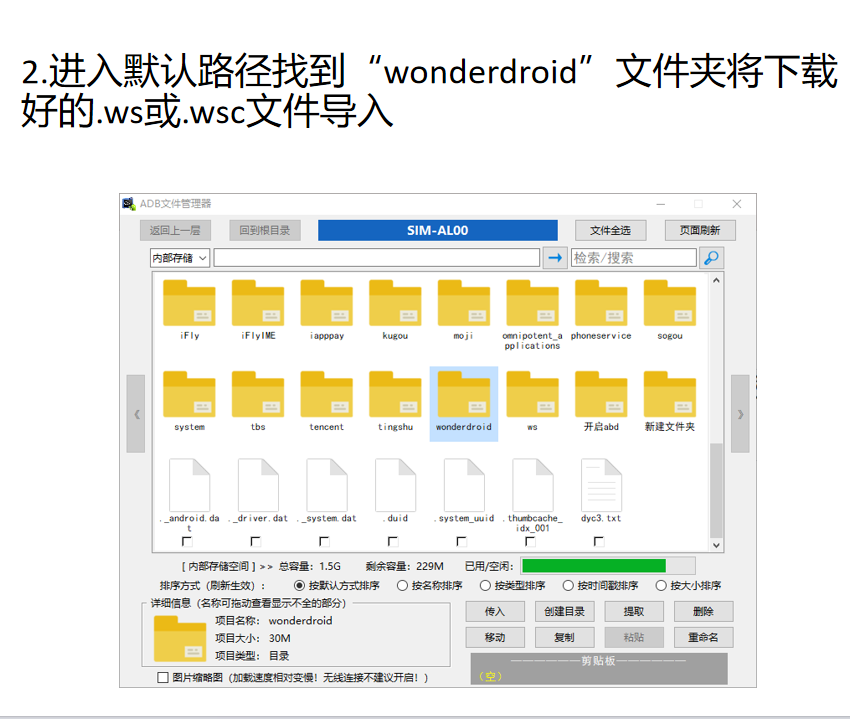 2.进入默认路径找到“wonderdroid”文件夹将下载
好的.ws或.wsc文件导入
ADB文件管理器
返回上一层 回到根目录 SIM-AL00 文件全选 页面刷新
内部存储 检索/搜索
iFly iFlyIME iapppay kugou moji omnipotent_a phoneservice sogou
pplications
system tbs tencent tingshu wonderdroid ws 开启abd 新建文件夹
._android.da ._driver.dat ._system.dat .duid .system_uuid .thumbcache_ dyc3.txt
t idx_001
[ 内部存储空间 ] >> 总容量：1.5G 剩余容量：229M 已用/空闲：
排序方式（刷新生效）： 按默认方式排序 按名称排序 按类型排序 按时间戳排序 按大小排序
详细信息（名称可拖动查看显示不全的部分）
项目名称： wonderdroid
项目大小： 30M
项目类型： 目录
传入 创建目录 提取 删除
移动 复制 粘贴 重命名
——————剪贴板——————
（空）
图片缩略图（加载速度相对变慢！无线连接不建议开启！）